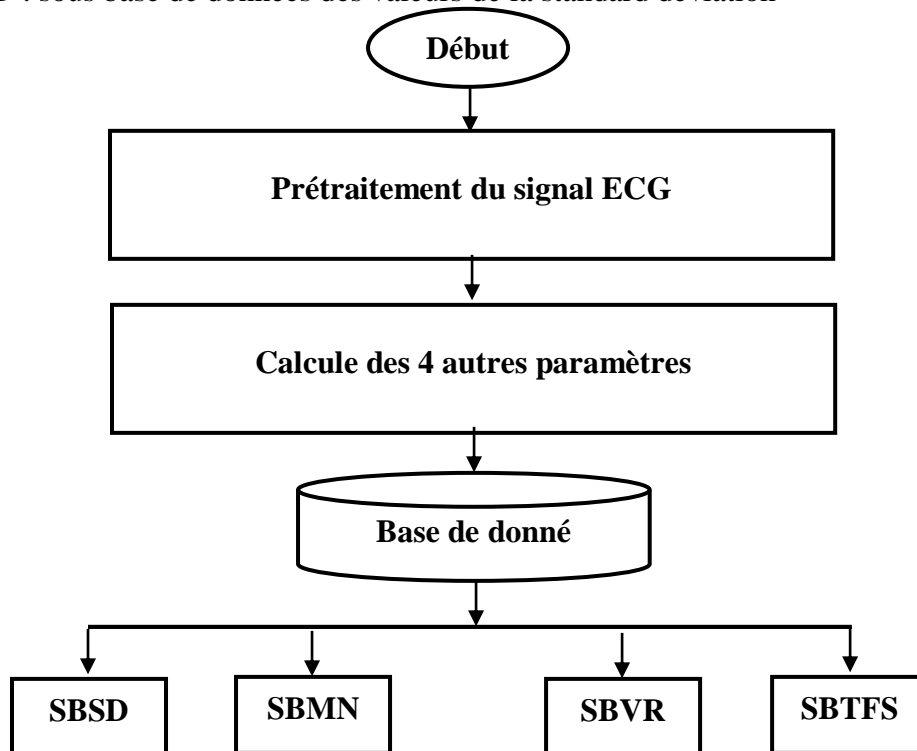 : sous base de données des valeurs de la standard déviation
Début
Prétraitement du signal ECG
Calcule des 4 autres paramètres
Base de donné
SBSD SBMN SBVR SBTFS